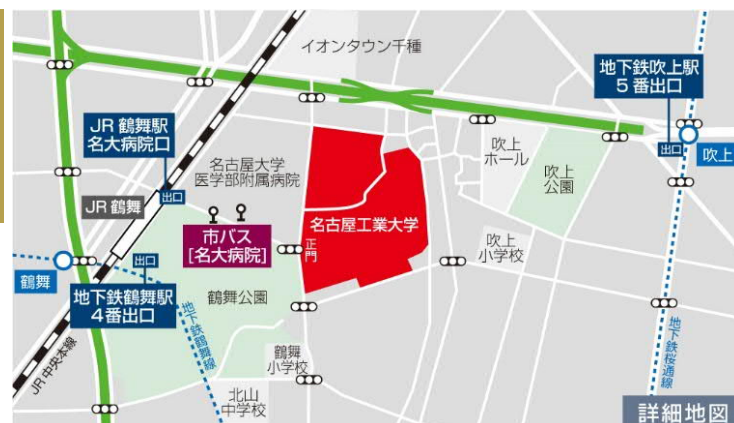 イオンタウン千種
地下鉄吹上駅
5番出口
JR 鶴舞駅
名大病院口
出口
吹上
名古屋大学
医学部附属病院
吹上
ホール
吹上
公園
出口
JR 鶴舞
市バス
[名大病院]
正門
名古屋工業大学
吹上
小学校
出口
鶴舞
地下鉄鶴舞駅
4番出口
鶴舞公園
地下鉄鶴舞線
JR 中央本線
鶴舞
小学校
北山
中学校
地下鉄桜通線
詳細地図